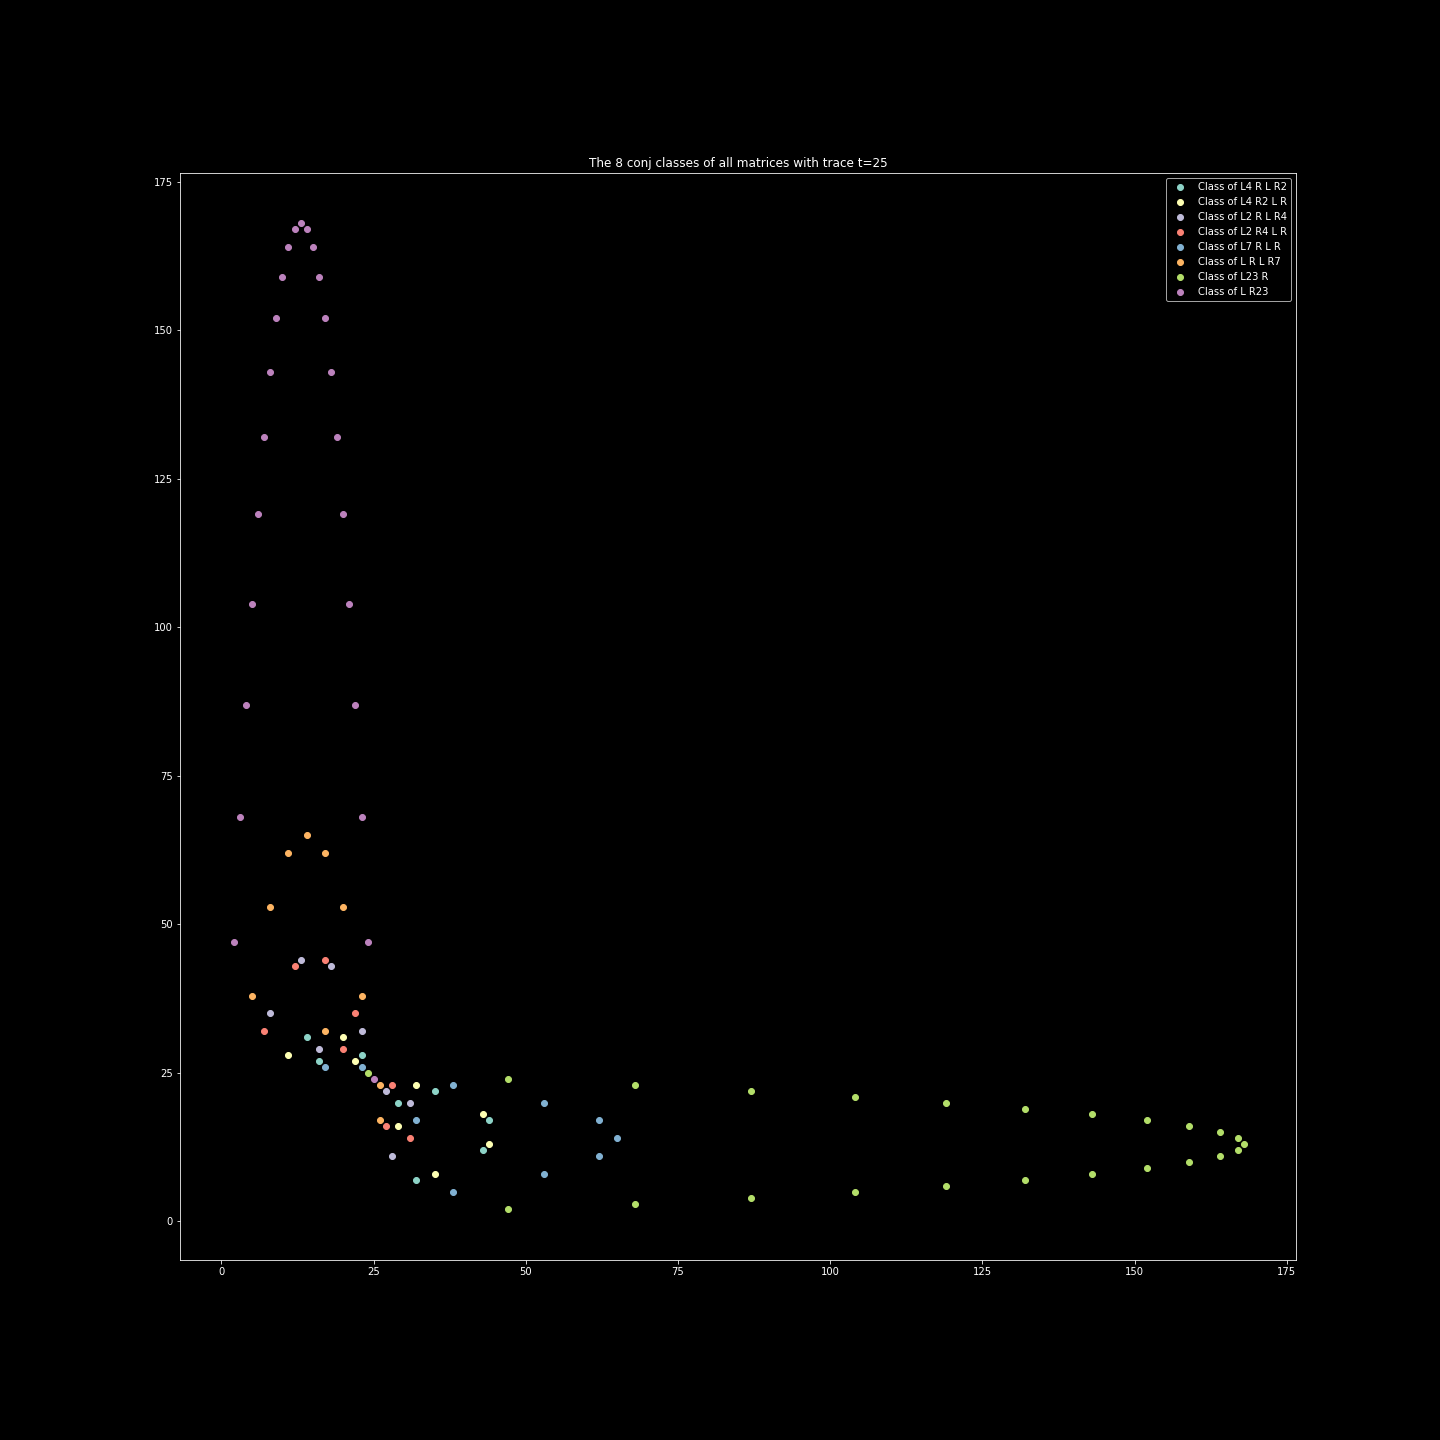 The 8 conj classes of all matrices with trace t=25
175
150
125
100
75
50
25
0
0 25 50 75 100 125 150 175
Class of L4 R L R2
Class of L4 R2 L R
Class of L2 R L R4
Class of L2 R4 L R
Class of L7 R L R
Class of L R L R7
Class of L23 R
Class of L R23